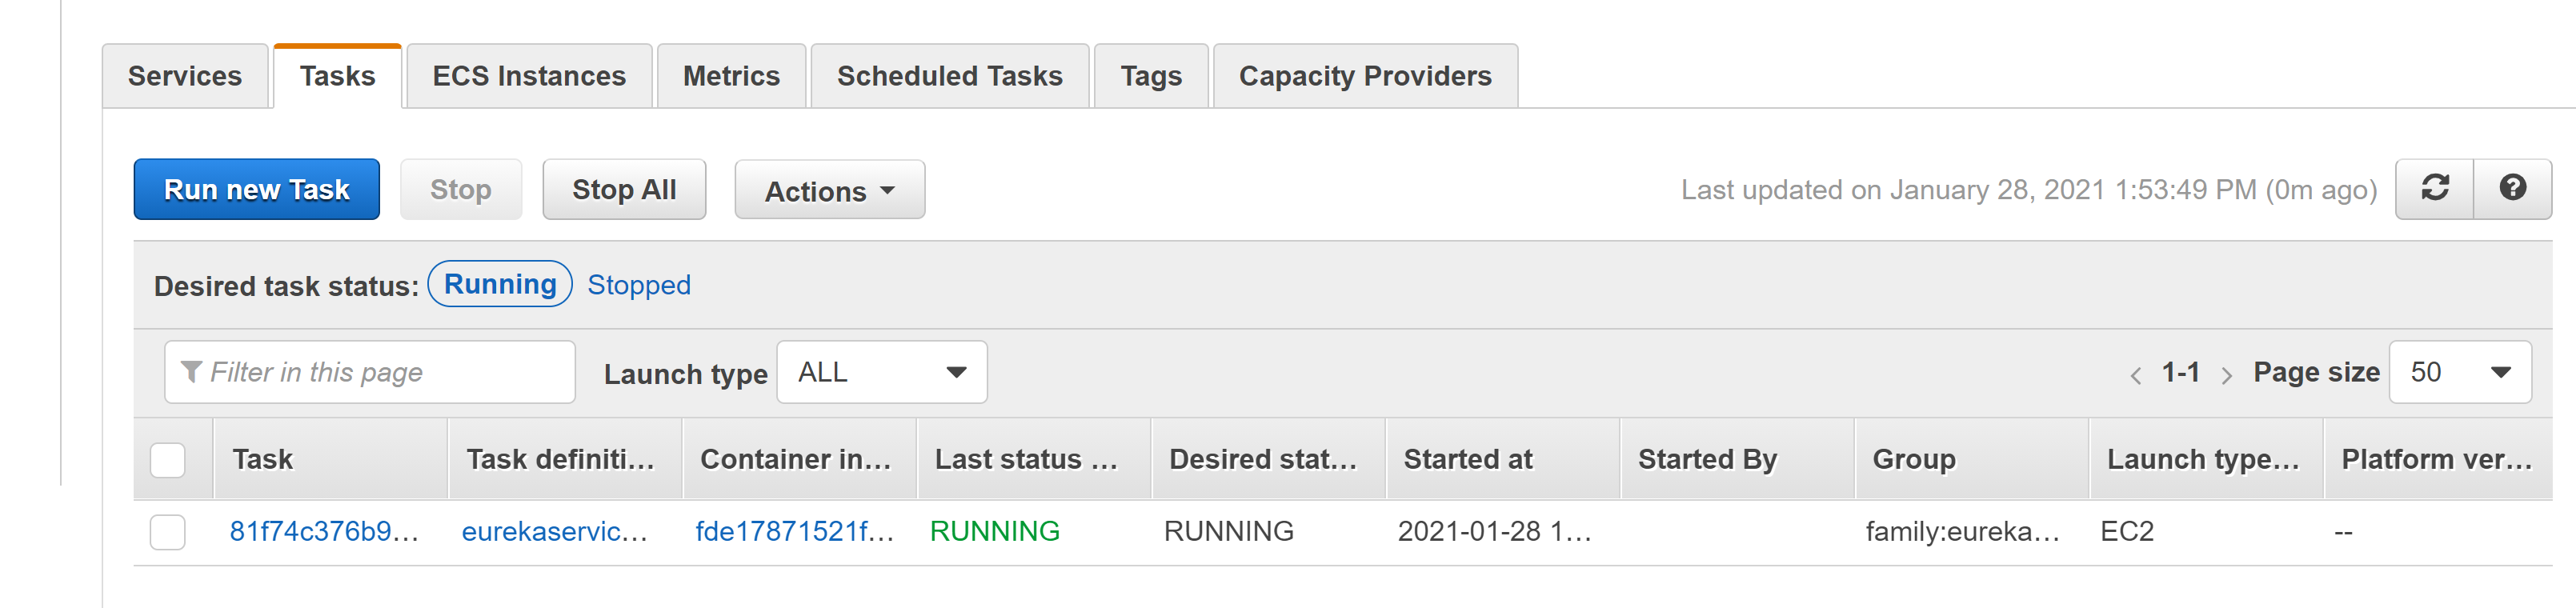 Services Tasks ECS Instances Metrics Scheduled Tasks Tags Capacity Providers
Run new Task Stop Stop All Actions Last updated on January 28, 2021 1:53:49 PM (0m ago)
Desired task status: Running Stopped
Filter in this page Launch type ALL 1-1 Page size 50
Task Task definiti... Container in... Last status ... Desired stat... Started at Started By Group Launch type... Platform ver...
81f74c376b9... eurekaservic... fde17871521f... RUNNING RUNNING 2021-01-28 1... family:eureka... EC2 --